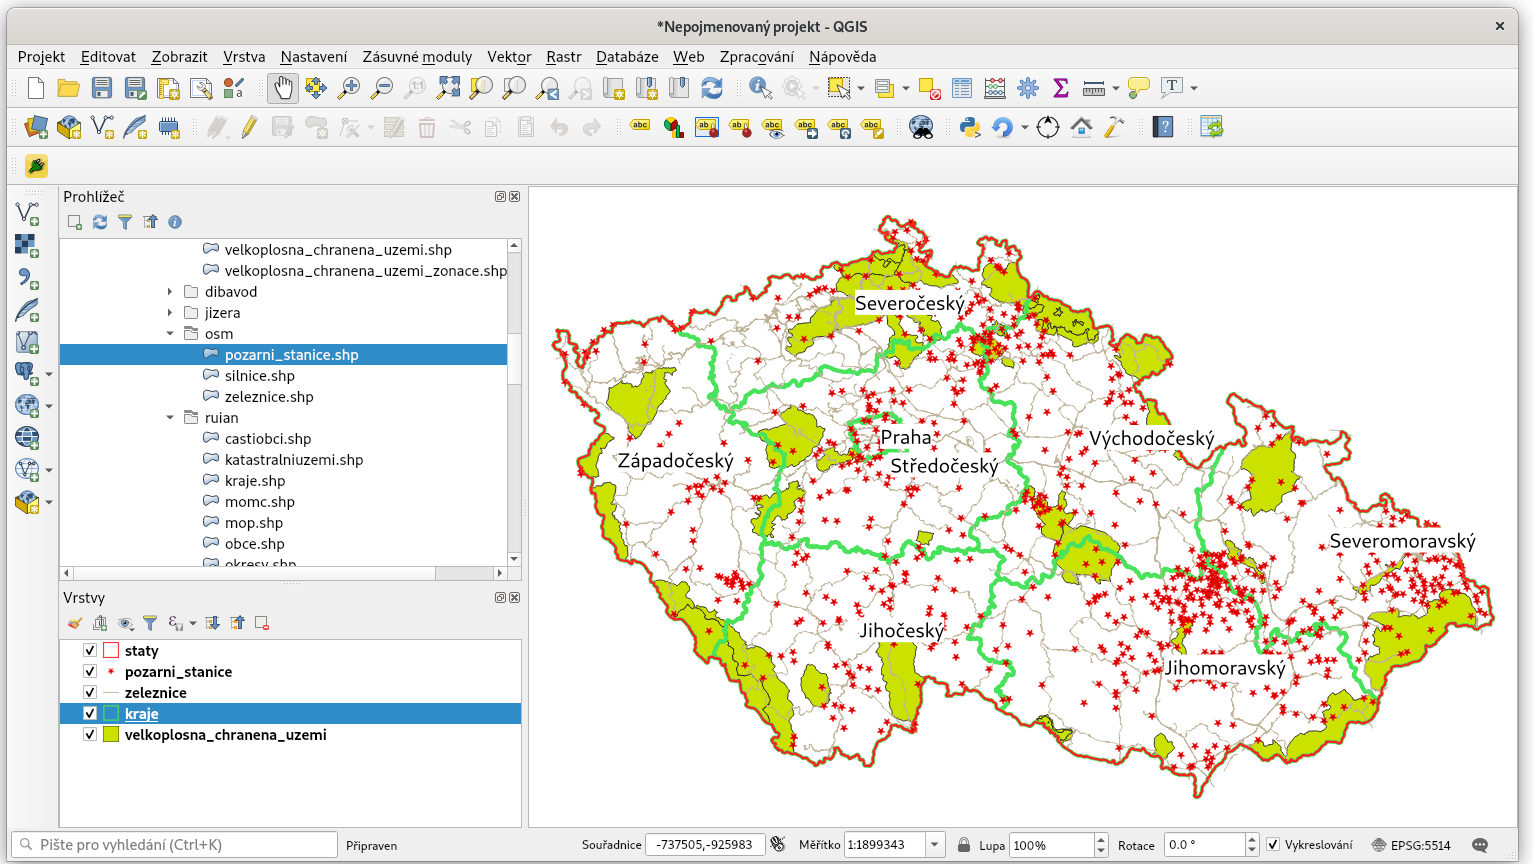 *Nepojmenovaný projekt - QGIS
Projekt Editovat Zobrazit Vrstva Nastavení Zásuvné moduly Vektor Rastr Databáze Web Zpracování Nápověda
Prohlížeč
velkoplosna_chranena_uzemi.shp
velkoplosna_chranena_uzemi_zonace.shp
dibavod
jizera
osm
pozarni_stanice.shp
silnice.shp
zeleznice.shp
ruian
castiobci.shp
katastralniuzemi.shp
kraje.shp
momc.shp
mop.shp
obce.shp
okresy.shp
Vrstvy
staty
pozarni_stanice
zeleznice
kraje
velkoplosna_chranena_uzemi
Severočeský
Praha
Východočeský
Západočeský
Středočeský
Severomoravský
Jihočeský
Jihomoravský
Pište pro vyhledání (Ctrl+K) Připraven Souřadnice -737505,-925983 Měřítko 1:1899343 Lupa 100% Rotace 0.0 ° Vykreslování EPSG:5514